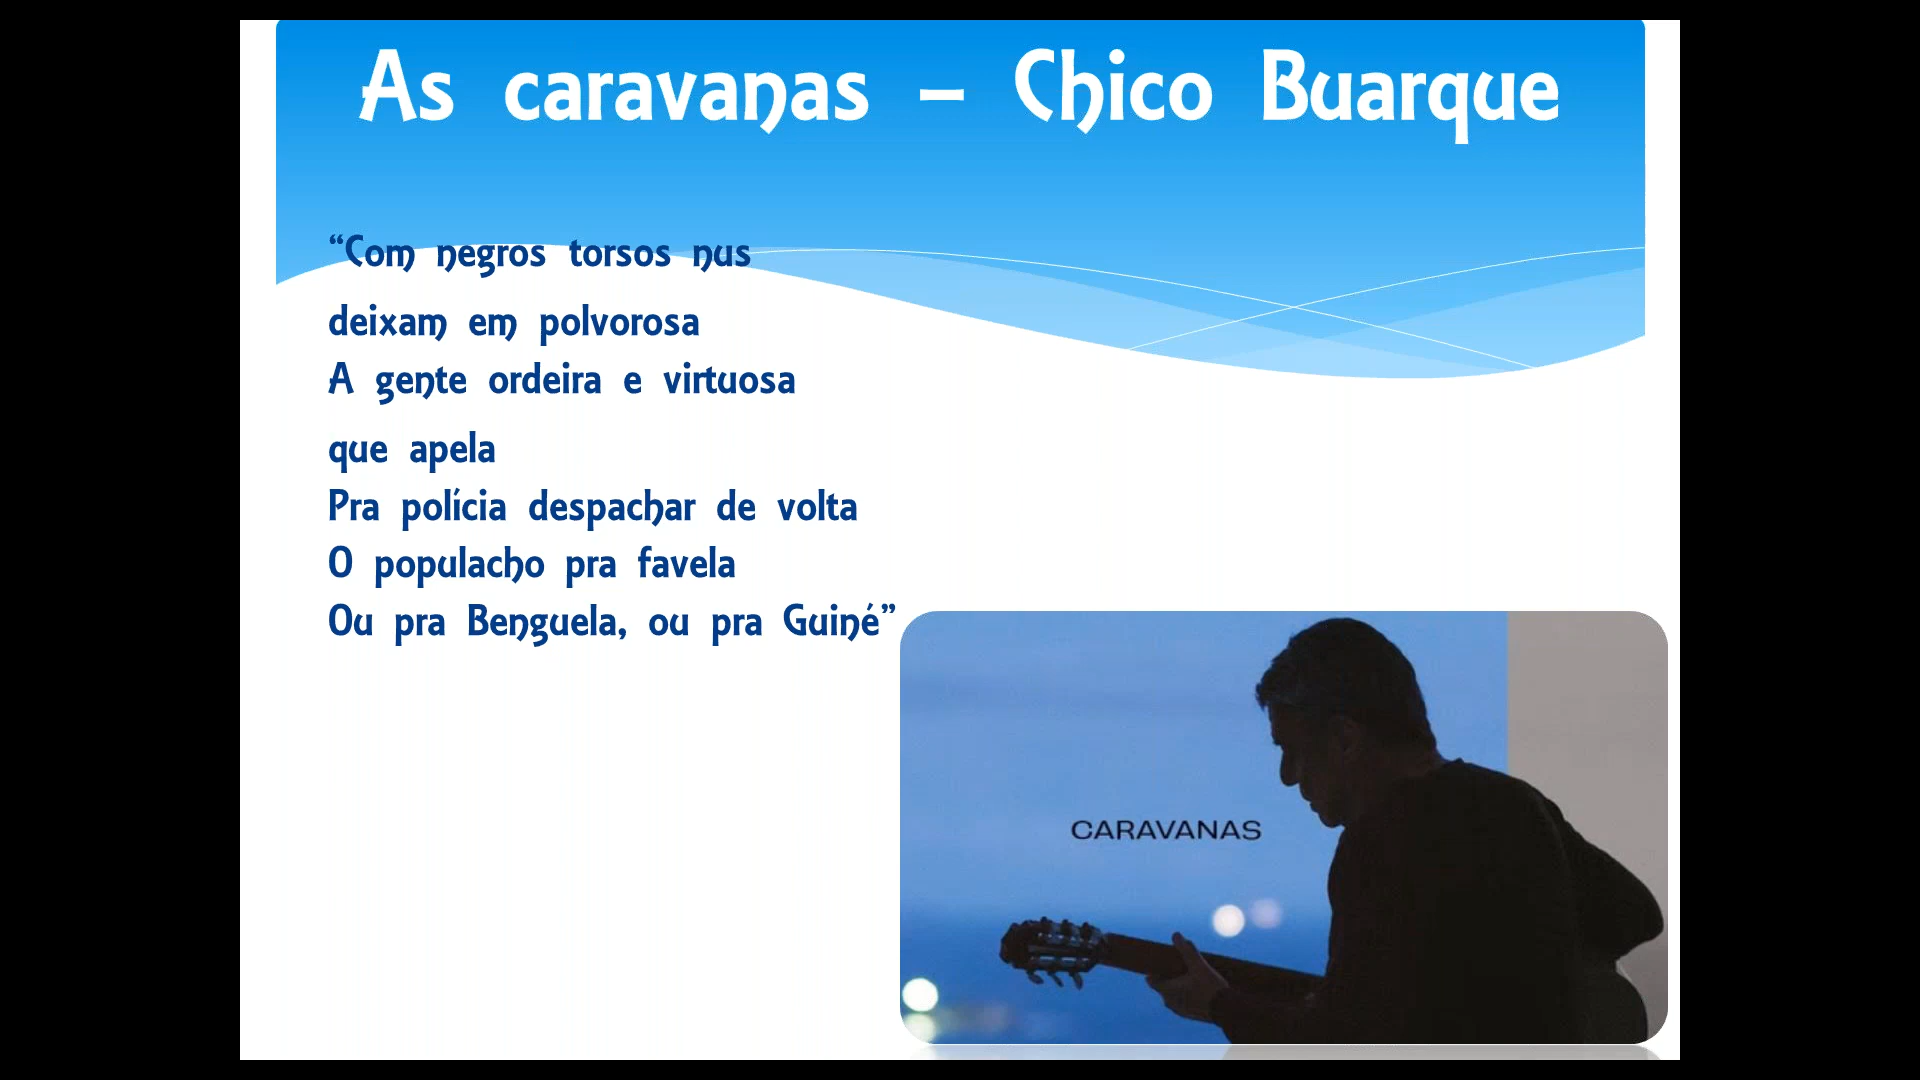 As caravanas – Chico Buarque
“Com negros torsos nus
deixam em polvorosa
A gente ordeira e virtuosa
que apela
Pra polícia despachar de volta
O populacho pra favela
Ou pra Benguela, ou pra Guiné”
CARAVANAS